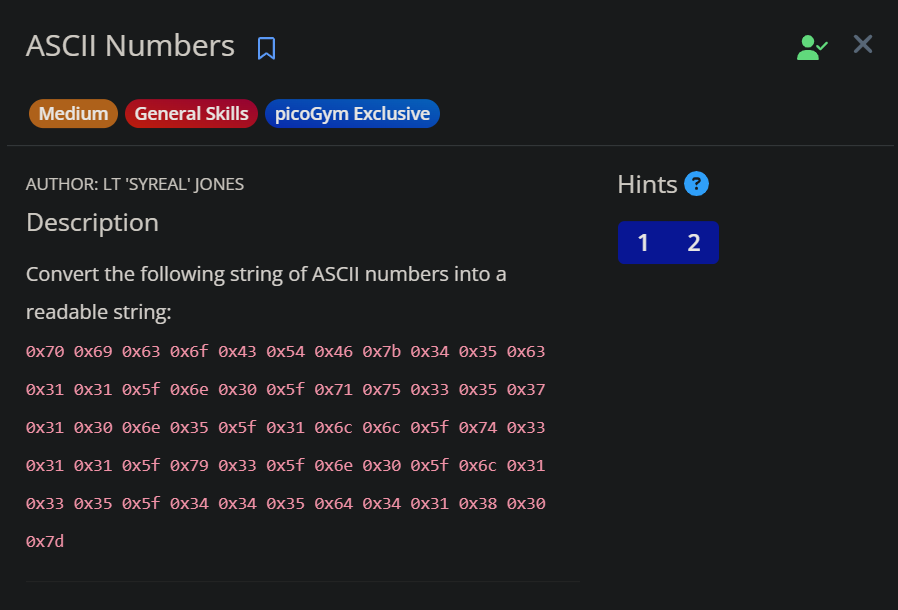 ASCII Numbers
Medium General Skills picoGym Exclusive
AUTHOR: LT 'SYREAL' JONES
Description
Convert the following string of ASCII numbers into a
readable string:
0x70 0x69 0x63 0x6f 0x43 0x54 0x46 0x7b 0x34 0x35 0x63
0x31 0x31 0x5f 0x6e 0x30 0x5f 0x71 0x75 0x33 0x35 0x37
0x31 0x30 0x6e 0x35 0x5f 0x31 0x6c 0x6c 0x5f 0x74 0x33
0x31 0x31 0x5f 0x79 0x33 0x5f 0x6e 0x30 0x5f 0x6c 0x31
0x33 0x35 0x5f 0x34 0x34 0x35 0x64 0x34 0x31 0x38 0x30
0x7d
Hints ?
1 2